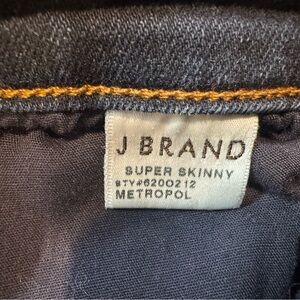 J BRAND
SUPER SKINNY
STY#6200212
METROPOL